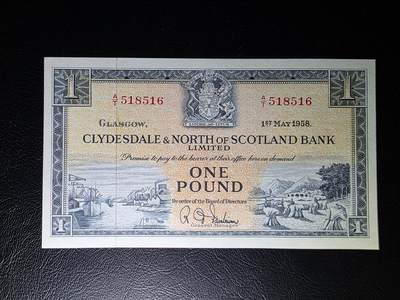 1 1
A/1 518516 A/1 518516
GLASGOW, 1ST MAY 1958.
CLYDESDALE & NORTH OF SCOTLAND BANK
LIMITED
Promise to pay to the bearer at their office here on demand
ONE
POUND
By order of the Board of Directors
General Manager
1 1